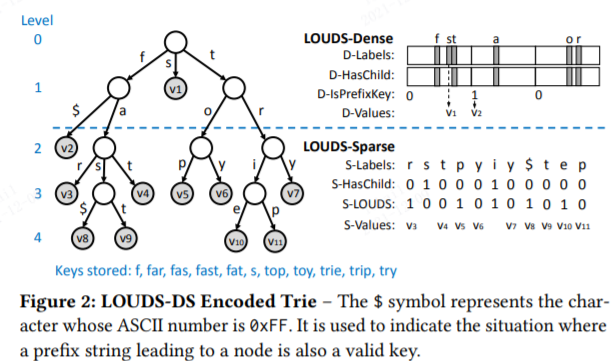 Level
0
f s t
1
v1
$ a o r
2
v2
r s t p y i y
3
v3 v4 v5 v6 v7
$ t e p
4
v8 v9 v10 v11
Keys stored: f, far, fas, fast, fat, s, top, toy, trie, trip, try
LOUDS-Dense f s t a o r
D-Labels:
D-HasChild:
D-IsPrefixKey: 0 1 0
D-Values: v1 v2
LOUDS-Sparse
S-Labels: r s t p y i y $ t e p
S-HasChild: 0 1 0 0 0 1 0 0 0 0 0
S-LOUDS: 1 0 0 1 0 1 0 1 0 1 0
S-Values: v3 v4 v5 v6 v7 v8 v9 v10 v11
Figure 2: LOUDS-DS Encoded Trie – The $ symbol represents the char-
acter whose ASCII number is 0xFF. It is used to indicate the situation where
a prefix string leading to a node is also a valid key.